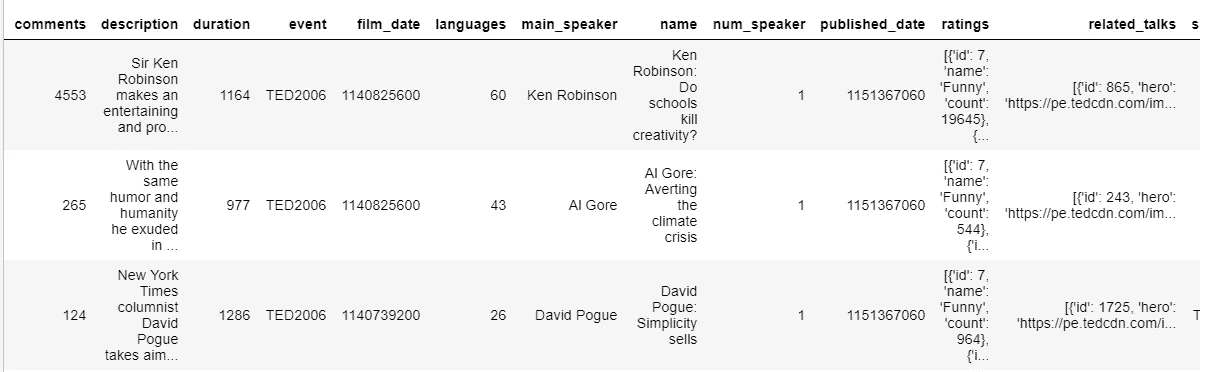 comments description duration event film_date languages main_speaker name num_speaker published_date ratings related_talks s
4553 Sir Ken Robinson makes an entertaining and pro... 1164 TED2006 1140825600 60 Ken Robinson Ken Robinson: Do schools kill creativity? 1 1151367060 [{'id': 7, 'name': 'Funny', 'count': 19645}, {... [{'id': 865, 'hero': 'https://pe.tedcdn.com/im...
265 With the same humor and humanity he exuded in ... 977 TED2006 1140825600 43 Al Gore Al Gore: Averting the climate crisis 1 1151367060 [{'id': 7, 'name': 'Funny', 'count': 544}, {'i... [{'id': 243, 'hero': 'https://pe.tedcdn.com/im...
124 New York Times columnist David Pogue takes aim... 1286 TED2006 1140739200 26 David Pogue David Pogue: Simplicity sells 1 1151367060 [{'id': 7, 'name': 'Funny', 'count': 964}, {'i... [{'id': 1725, 'hero': 'https://pe.tedcdn.com/i... T